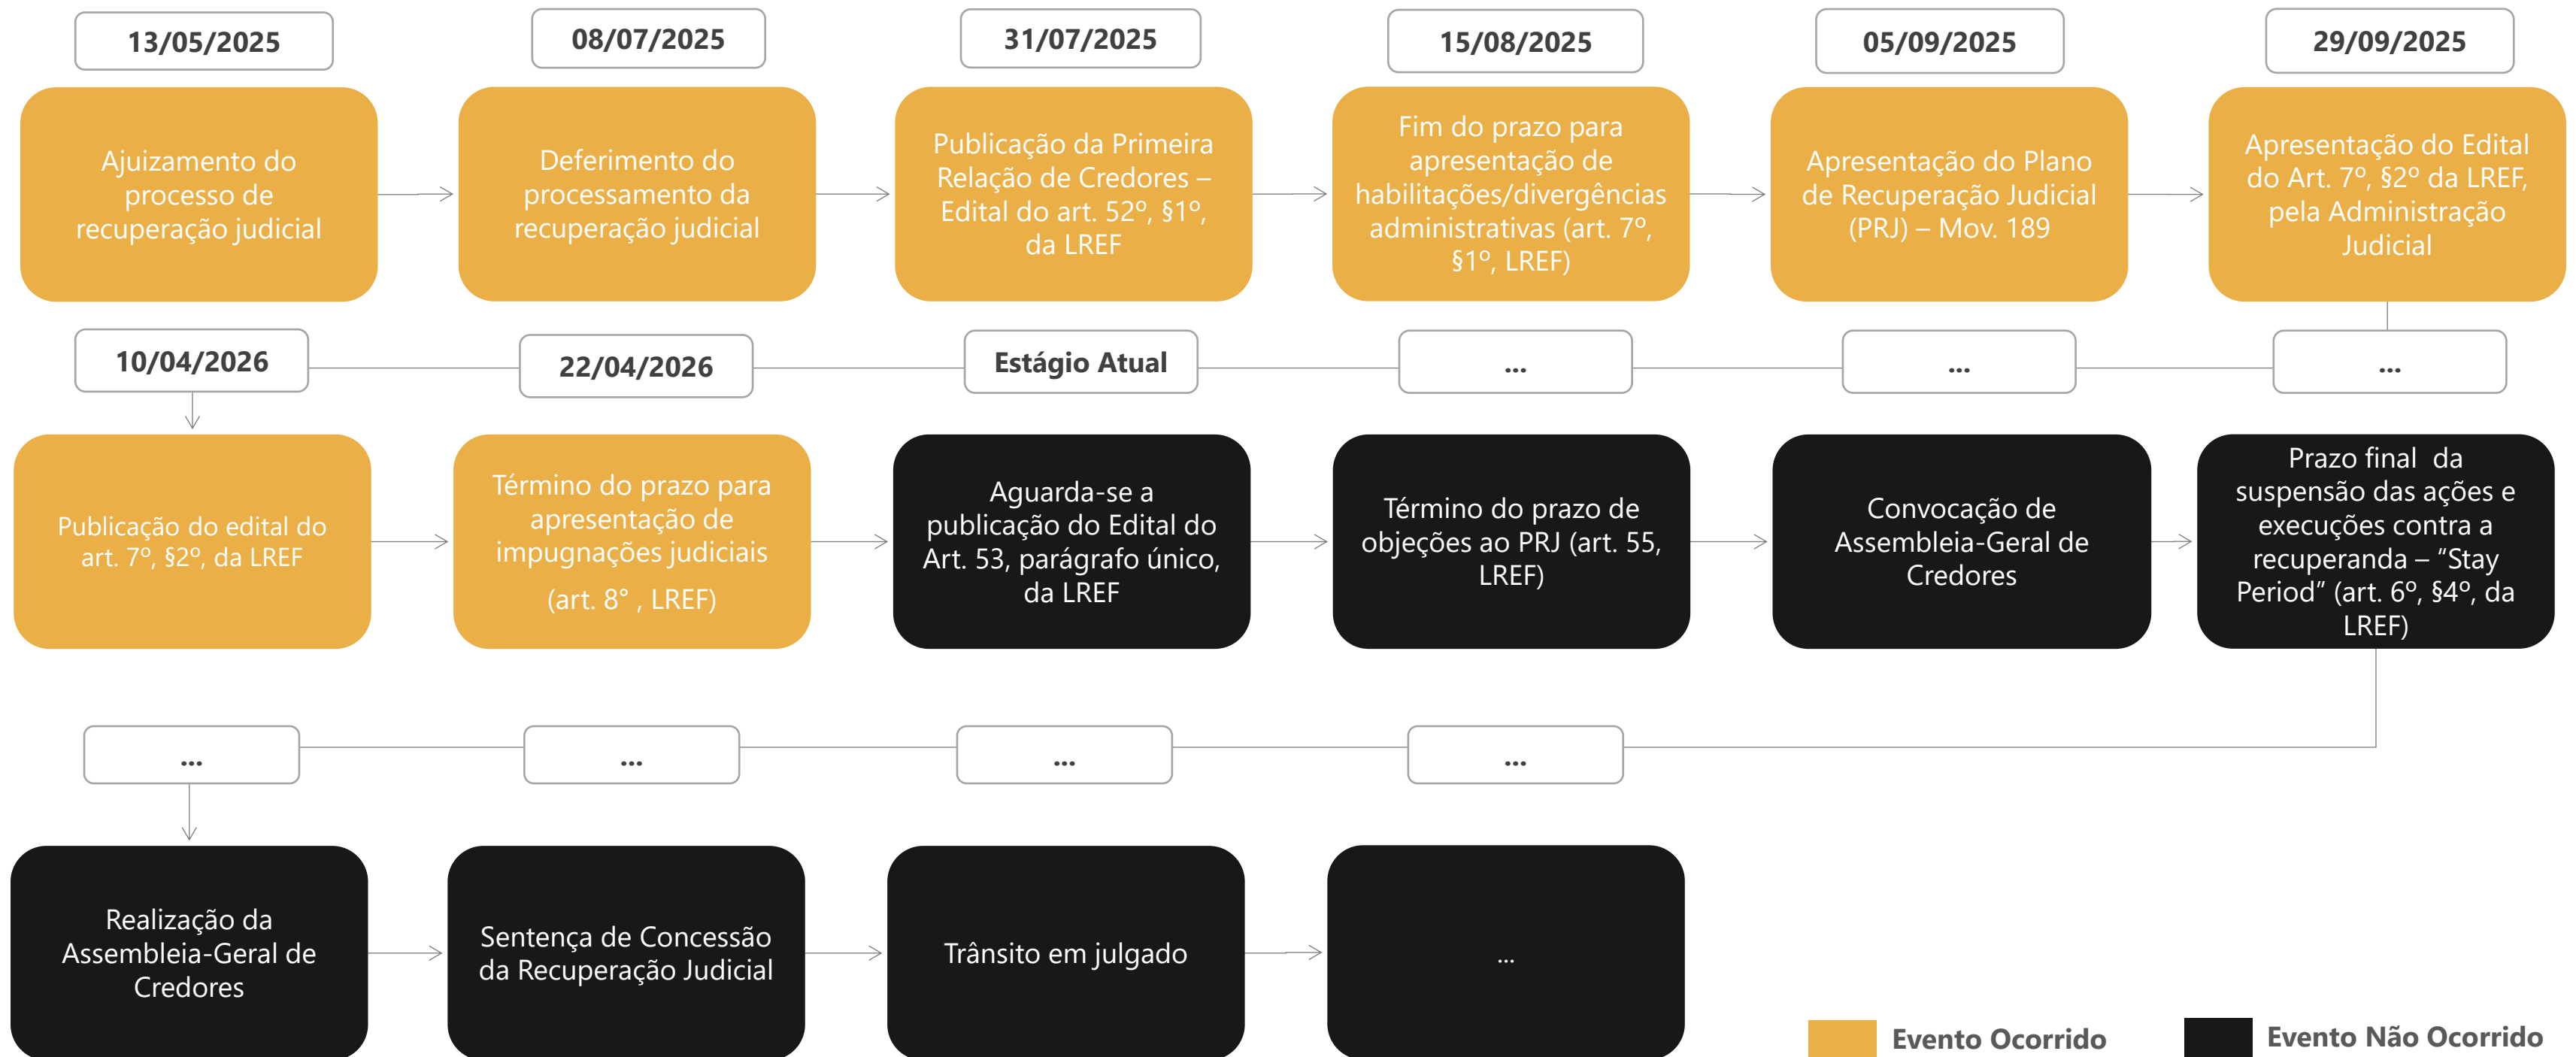 13/05/2025
08/07/2025
31/07/2025
15/08/2025
05/09/2025
29/09/2025
Ajuizamento do
processo de
recuperação judicial
Deferimento do
processamento da
recuperação judicial
Publicação da Primeira
Relação de Credores –
Edital do art. 52º, §1º,
da LREF
Fim do prazo para
apresentação de
habilitações/divergências
administrativas (art. 7º,
§1º, LREF)
Apresentação do Plano
de Recuperação Judicial
(PRJ) – Mov. 189
Apresentação do Edital
do Art. 7º, §2º da LREF,
pela Administração
Judicial
10/04/2026
22/04/2026
Estágio Atual
...
...
...
Publicação do edital do
art. 7º, §2º, da LREF
Término do prazo para
apresentação de
impugnações judiciais
(art. 8° , LREF)
Aguarda-se a
publicação do Edital do
Art. 53, parágrafo único,
da LREF
Término do prazo de
objeções ao PRJ (art. 55,
LREF)
Convocação de
Assembleia-Geral de
Credores
Prazo final  da
suspensão das ações e
execuções contra a
recuperanda – “Stay
Period” (art. 6º, §4º, da
LREF)
...
...
...
...
Realização da
Assembleia-Geral de
Credores
Sentença de Concessão
da Recuperação Judicial
Trânsito em julgado
...
Evento Ocorrido
Evento Não Ocorrido